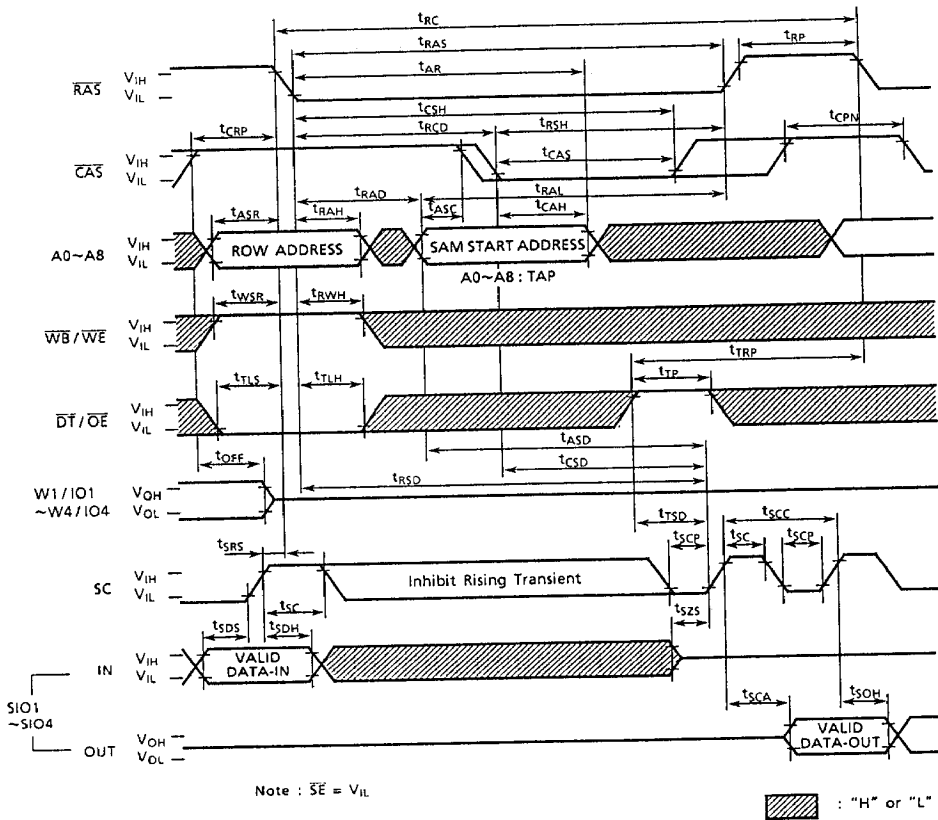 tRC
tRAS
tRP
tAR
RAS
VIH
VIL
tCSH
tCRP
tRCD
tRSH
tCPN
CAS
VIH
VIL
tCAS
tRAD
tRAL
tASR
tRAH
tASC
tCAH
A0~A8
VIH
VIL
ROW ADDRESS
SAM START ADDRESS
A0~A8 : TAP
tWSR
tRWH
WB/WE
VIH
VIL
tTRP
tTLS
tTLH
tTP
DT/OE
VIH
VIL
tASD
tOFF
tCSD
tRSD
W1/IO1
~W4/IO4
VOH
VOL
tTSD
tSCC
tSRS
tSCP
tSC
tSCP
SC
VIH
VIL
Inhibit Rising Transient
tSC
tSZS
tSDS
tSDH
IN
VIH
VIL
VALID
DATA-IN
tSCA
tSOH
SIO1
~SIO4
OUT
VOH
VOL
VALID
DATA-OUT
Note : SE = VIL
: "H" or "L"